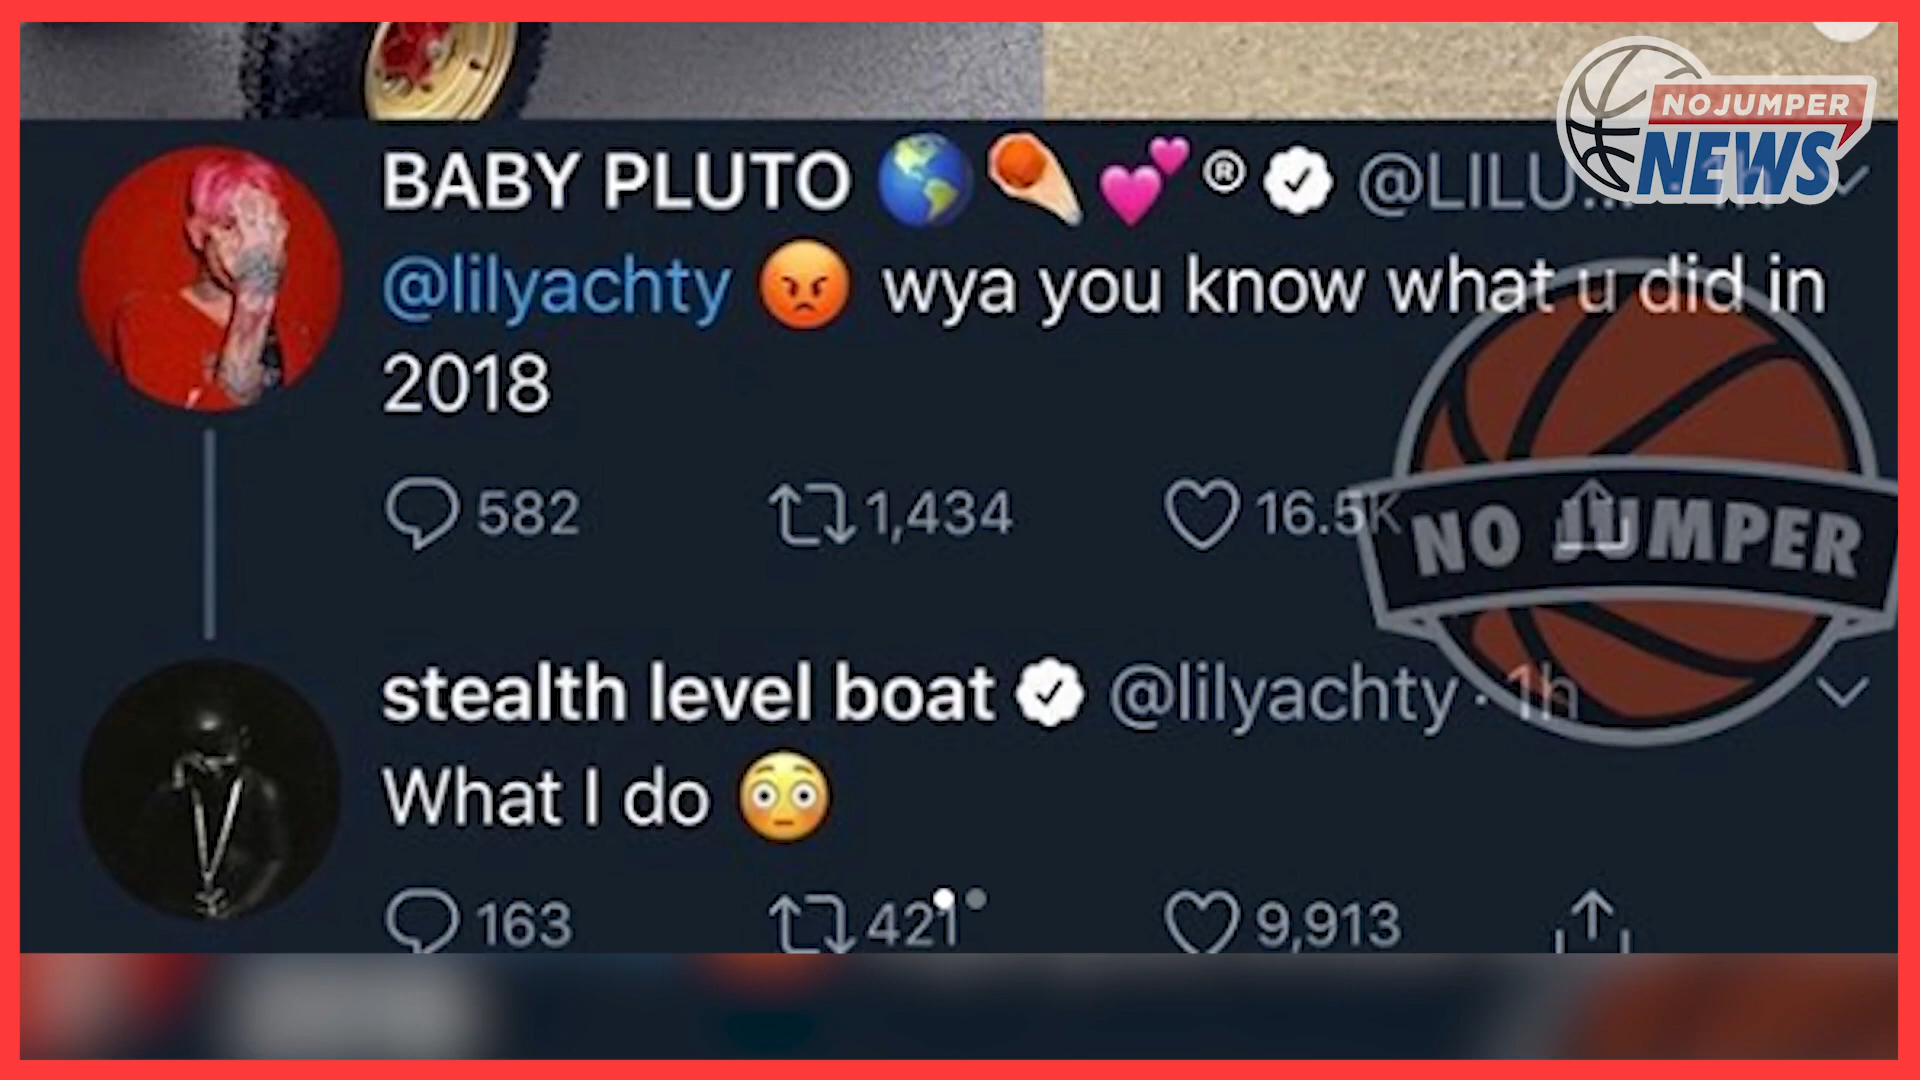 NOJUMPER
NEWS
BABY PLUTO 🌎☄️💕® @LILU... · 1h
@lilyachty 😡 wya you know what u did in
2018
582 1,434 16.5K
NO JUMPER
stealth level boat @lilyachty · 1h
What I do 😳
163 421 9,913